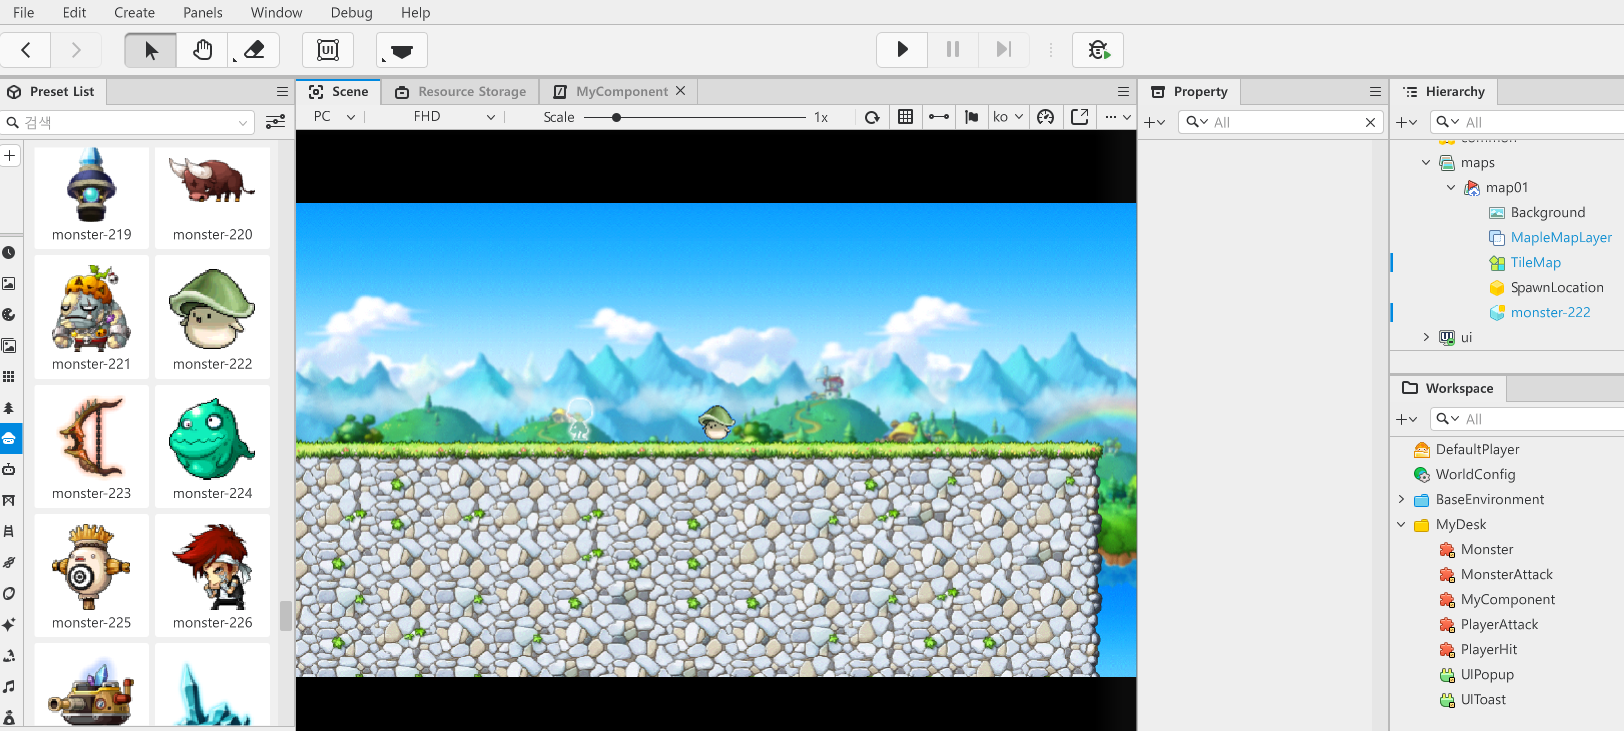 File Edit Create Panels Window Debug Help
UI
Preset List
Scene
Resource Storage
MyComponent
Property
Hierarchy
검색
PC
FHD
Scale
1x
ko
All
All
monster-219
monster-220
monster-221
monster-222
monster-223
monster-224
monster-225
monster-226
common
maps
map01
Background
MapleMapLayer
TileMap
SpawnLocation
monster-222
ui
Workspace
All
DefaultPlayer
WorldConfig
BaseEnvironment
MyDesk
Monster
MonsterAttack
MyComponent
PlayerAttack
PlayerHit
UIPopup
UIToast